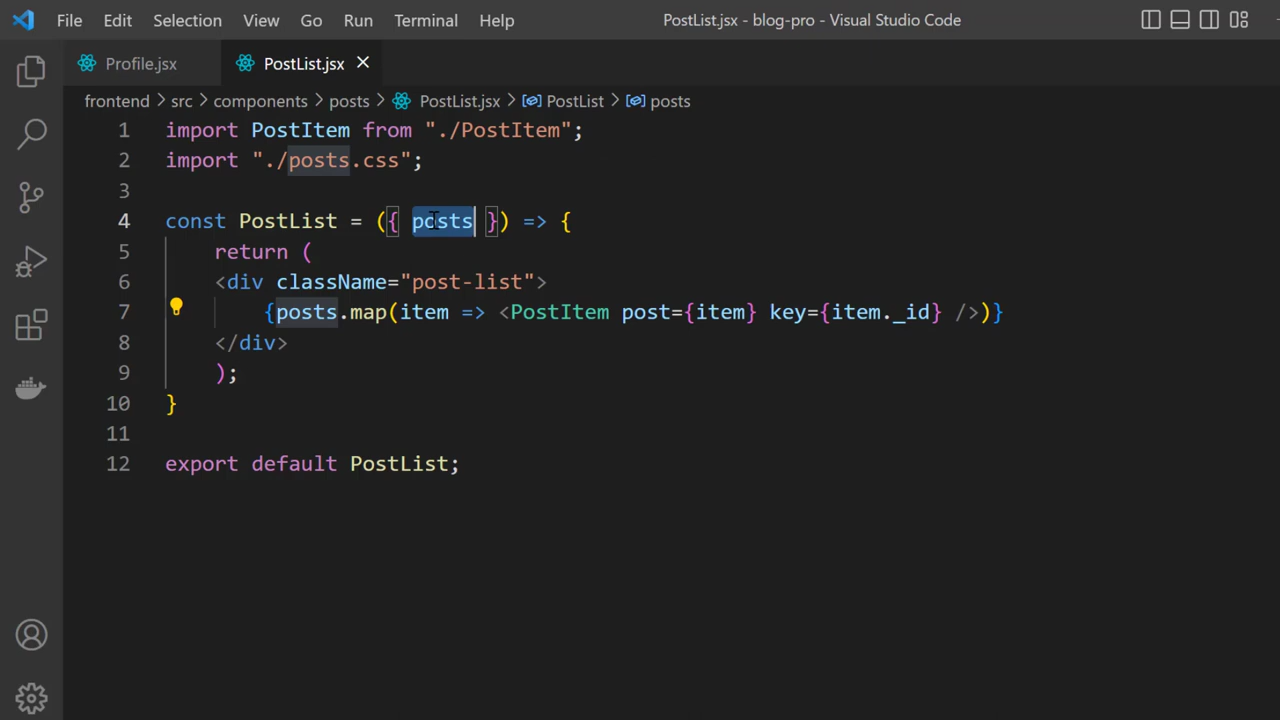 File Edit Selection View Go Run Terminal Help PostList.jsx - blog-pro - Visual Studio Code
Profile.jsx PostList.jsx
frontend > src > components > posts > PostList.jsx > PostList > posts
1 import PostItem from "./PostItem";
2 import "./posts.css";
3
4 const PostList = ({ posts }) => {
5 return (
6 <div className="post-list">
7 {posts.map(item => <PostItem post={item} key={item._id} />)}
8 </div>
9 );
10 }
11
12 export default PostList;